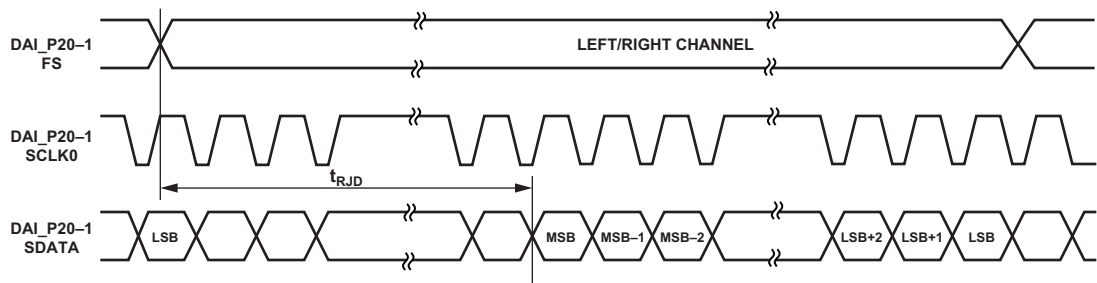 DAI_P20–1
FS
LEFT/RIGHT CHANNEL
DAI_P20–1
SCLK0
tRJD
DAI_P20–1
SDATA
LSB
MSB
MSB–1
MSB–2
LSB+2
LSB+1
LSB